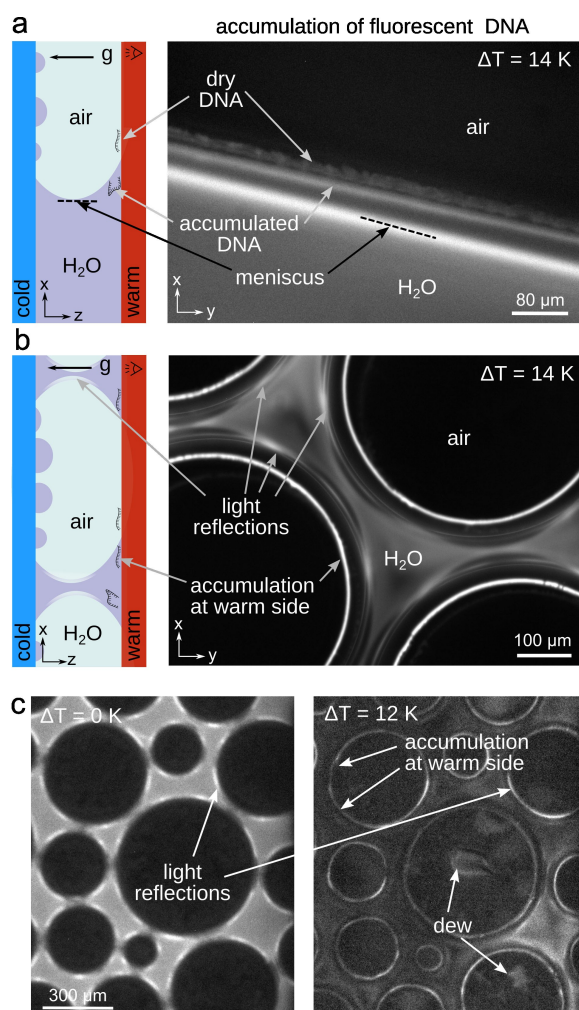 a
accumulation of fluorescent DNA
g
air
H₂O
x
z
cold
warm
dry
DNA
accumulated
DNA
meniscus
ΔT = 14 K
air
H₂O
x
y
80 µm
b
g
air
H₂O
x
z
cold
warm
light
reflections
accumulation
at warm side
ΔT = 14 K
air
H₂O
x
y
100 µm
c
ΔT = 0 K
light
reflections
300 µm
ΔT = 12 K
accumulation
at warm side
dew